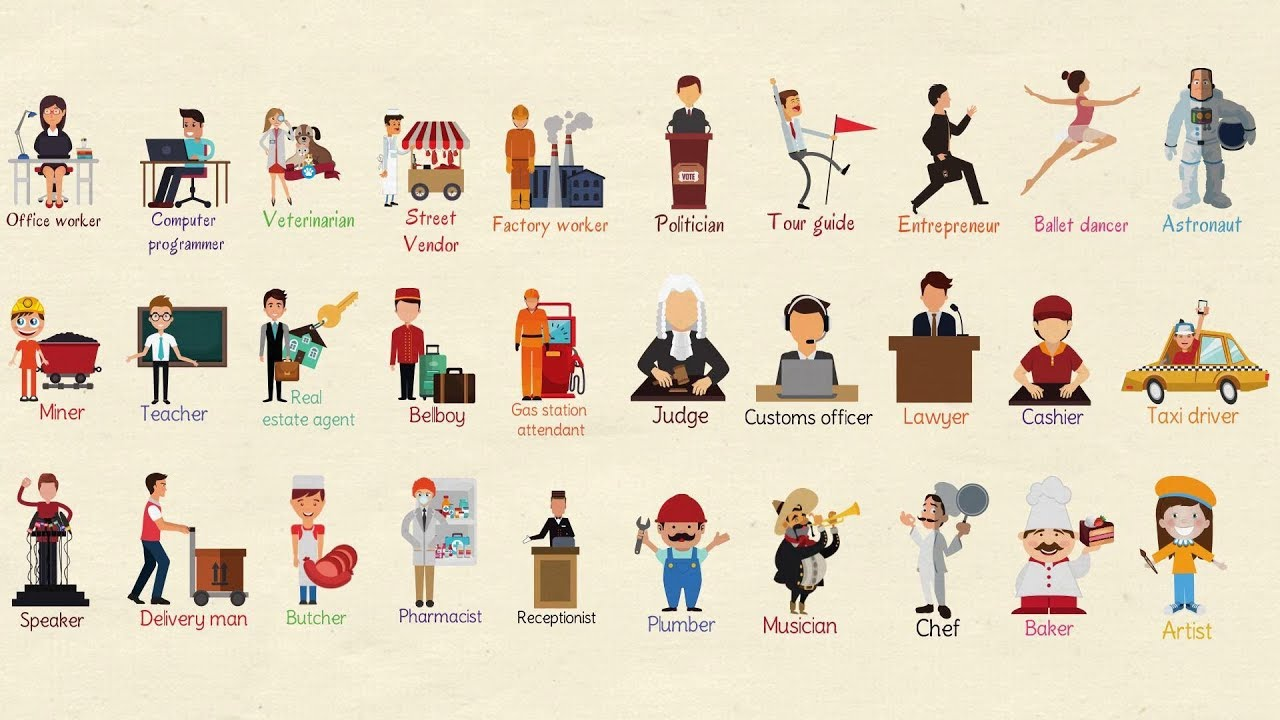 Office worker
Computer
programmer
Veterinarian
Street
Vendor
Factory worker
VOTE
Politician
Tour guide
Entrepreneur
Ballet dancer
Astronaut
Miner
Teacher
Real
estate agent
Bellboy
Gas station
attendant
Judge
Customs officer
Lawyer
Cashier
Taxi driver
Speaker
Delivery man
Butcher
Pharmacist
Receptionist
Plumber
Musician
Chef
Baker
Artist